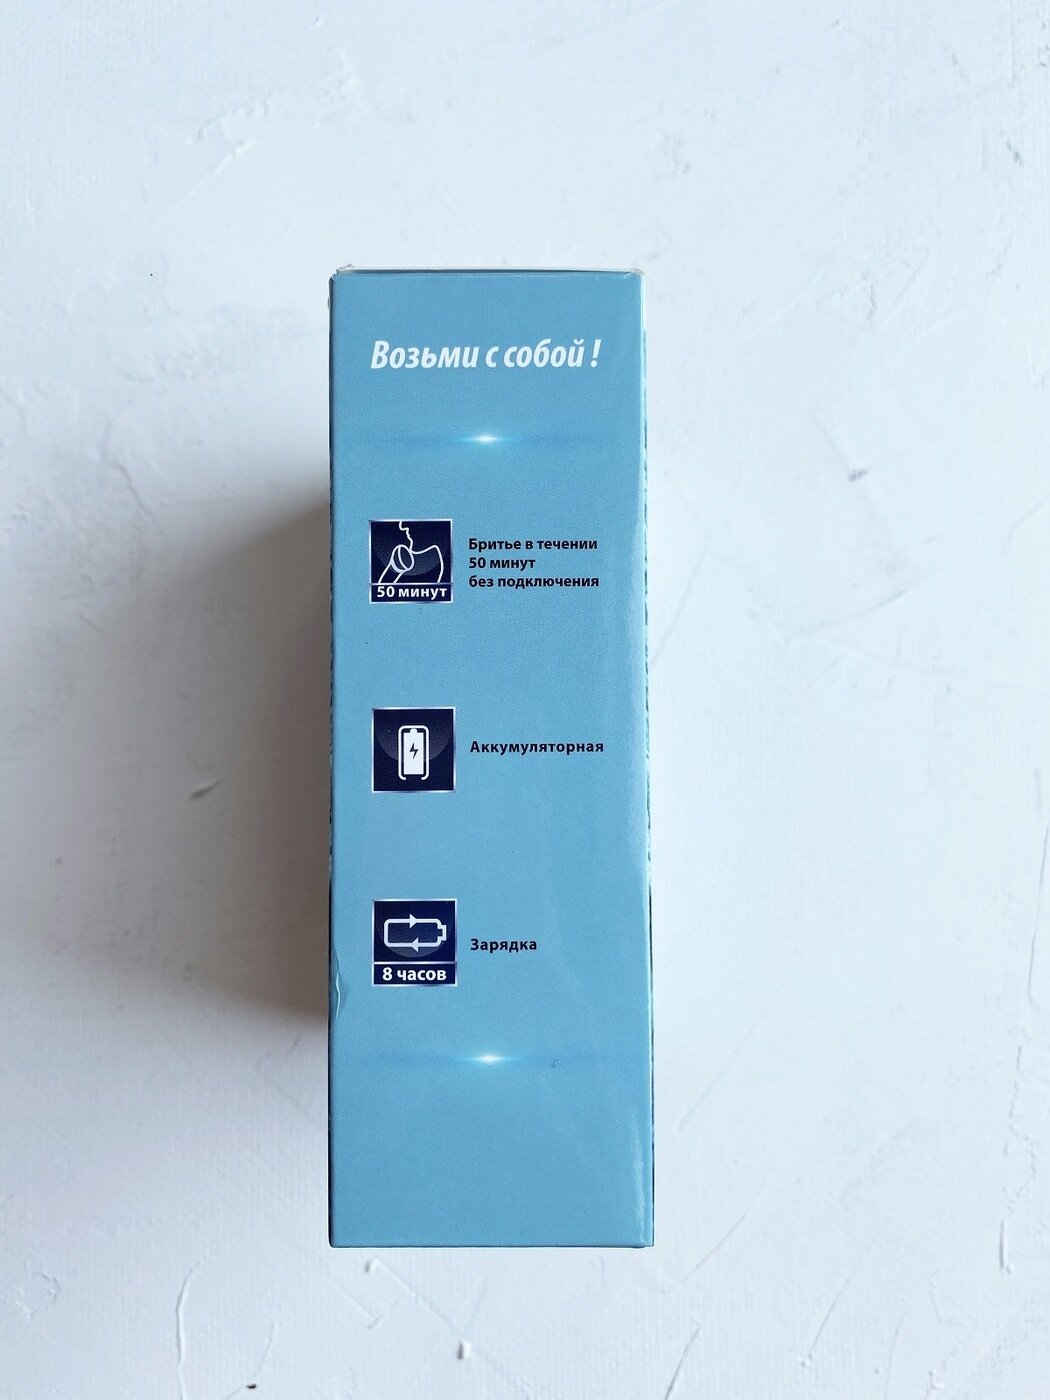 Возьми с собой !
50 минут
Бритье в течении
50 минут
без подключения
Аккумуляторная
8 часов
Зарядка